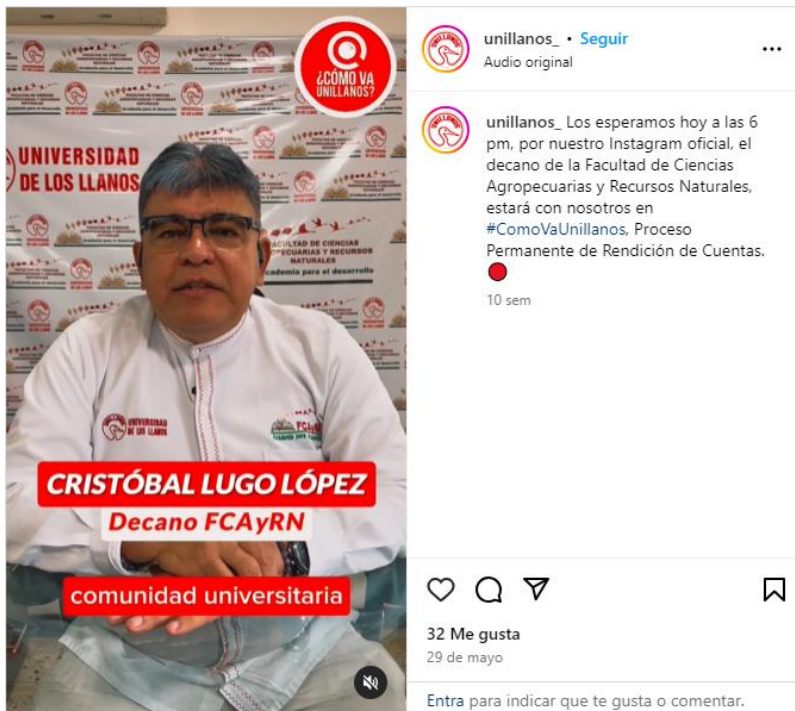 ¿CÓMO VA
UNILLANOS?
UNIVERSIDAD
DE LOS LLANOS
FACULTAD DE CIENCIAS
AGROPECUARIAS Y RECURSOS
NATURALES
Academia para el desarrollo
UNIVERSIDAD
DE LOS LLANOS
CRISTÓBAL LUGO LÓPEZ
Decano FCAyRN
comunidad universitaria
unillanos_ • Seguir
Audio original
unillanos_ Los esperamos hoy a las 6
pm, por nuestro Instagram oficial, el
decano de la Facultad de Ciencias
Agropecuarias y Recursos Naturales,
estará con nosotros en
#ComoVaUnillanos, Proceso
Permanente de Rendición de Cuentas.
10 sem
32 Me gusta
29 de mayo
Entra para indicar que te gusta o comentar.